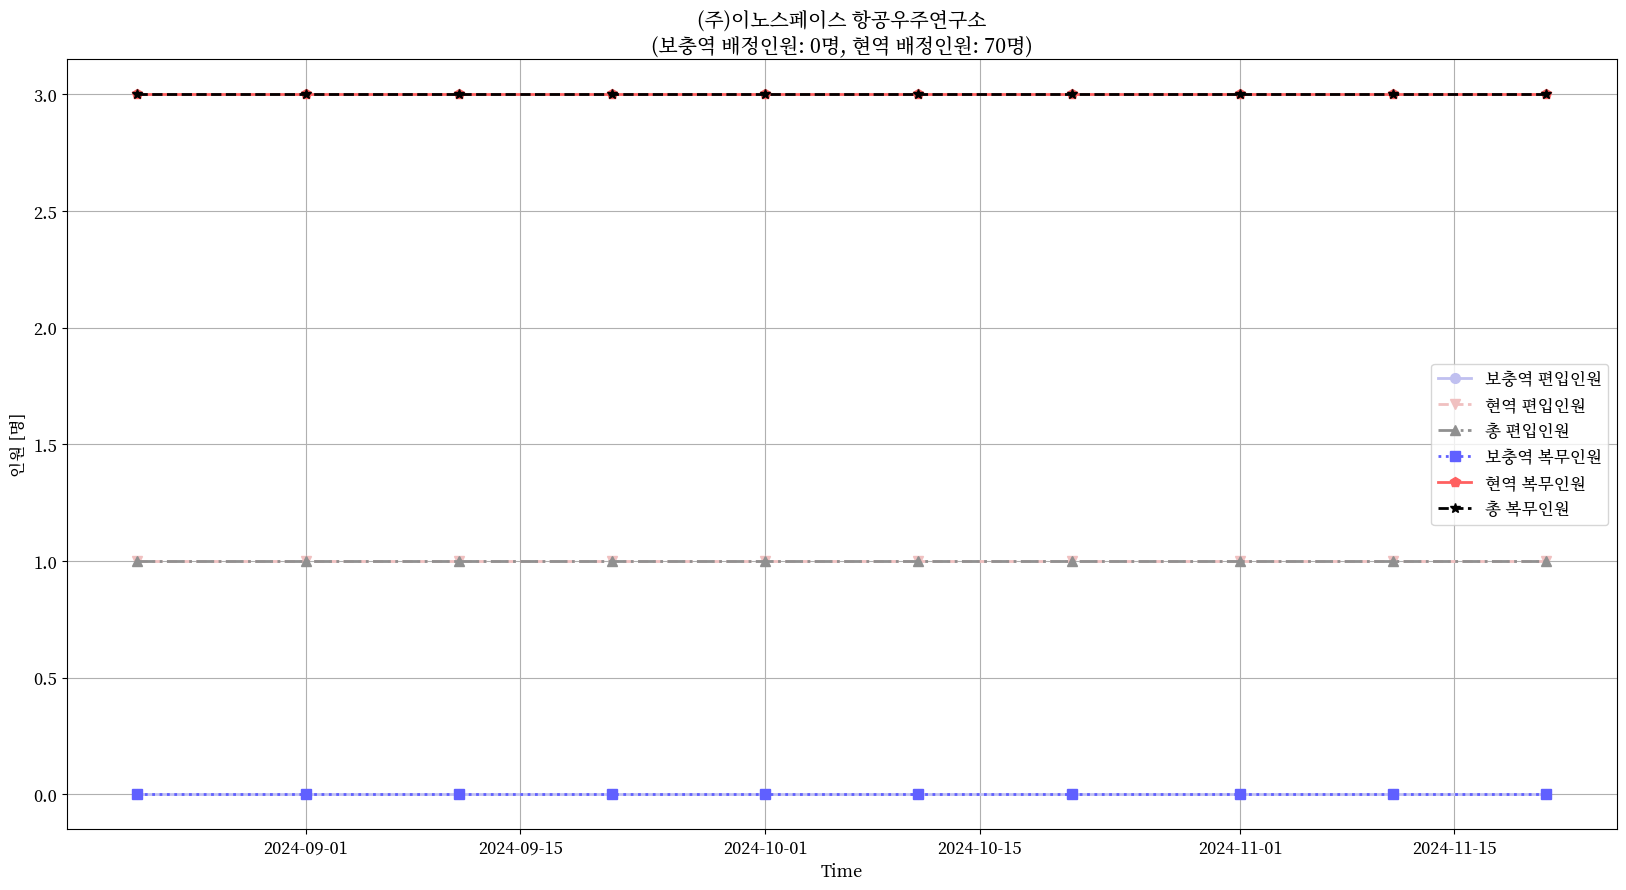 (주)이노스페이스 항공우주연구소
(보충역 배정인원: 0명, 현역 배정인원: 70명)
3.0
2.5
2.0
1.5
1.0
0.5
0.0
인원 [명]
보충역 편입인원
현역 편입인원
총 편입인원
보충역 복무인원
현역 복무인원
총 복무인원
2024-09-01
2024-09-15
2024-10-01
2024-10-15
2024-11-01
2024-11-15
Time